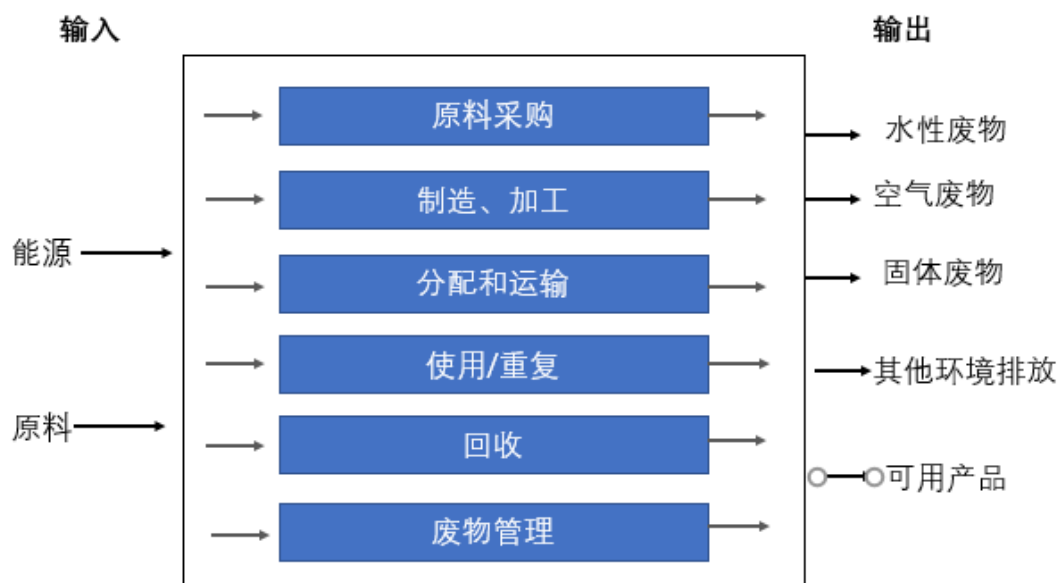 输入
输出
原料采购
制造、加工
分配和运输
使用/重复
回收
废物管理
能源
原料
水性废物
空气废物
固体废物
其他环境排放
可用产品